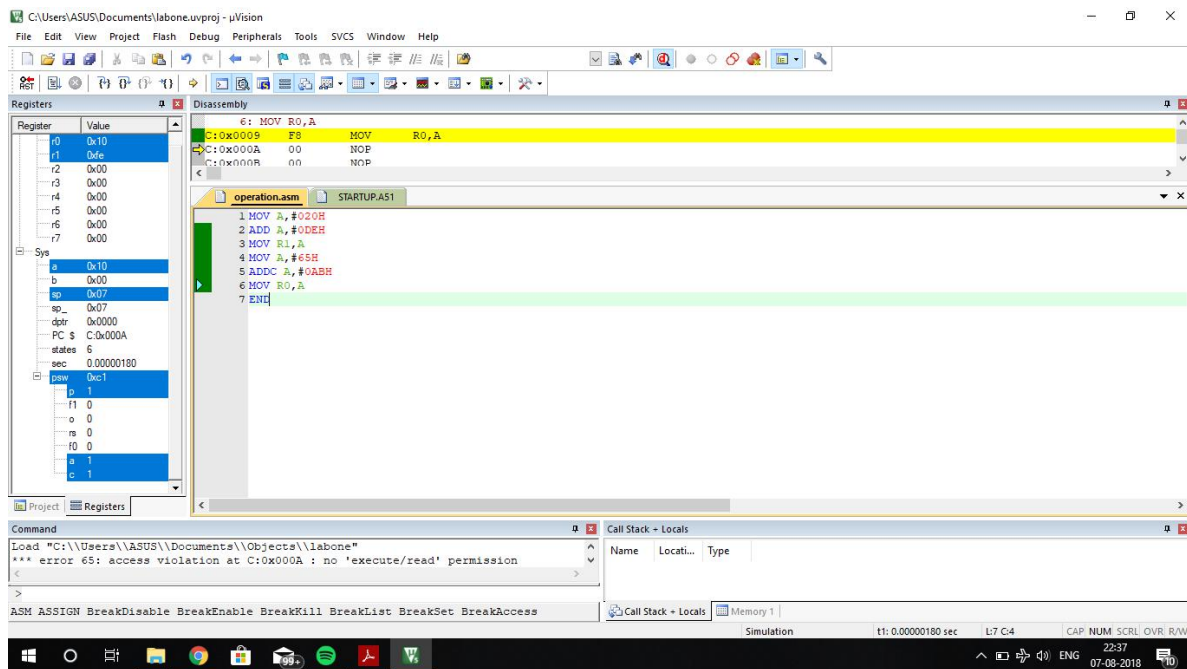 C:\Users\ASUS\Documents\labone.uvproj - µVision
File Edit View Project Flash Debug Peripherals Tools SVCS Window Help
Registers
Register Value
r0 0x10
r1 0xfe
r2 0x00
r3 0x00
r4 0x00
r5 0x00
r6 0x00
r7 0x00
Sys
a 0x10
b 0x00
sp 0x07
sp_ 0x07
dptr 0x0000
PC $ C:0x000A
states 6
sec 0.00000180
psw 0xc1
p 1
f1 0
o 0
rs 0
f0 0
a 1
c 1
Project Registers
Disassembly
6: MOV R0,A
C:0x0009 F8 MOV R0,A
C:0x000A 00 NOP
C:0x000B 00 NOP
operation.asm STARTUP.A51
1 MOV A,#020H
2 ADD A,#0DEH
3 MOV R1,A
4 MOV A,#65H
5 ADDC A,#0ABH
6 MOV R0,A
7 END
Command
Load "C:\\Users\\ASUS\\Documents\\Objects\\labone"
*** error 65: access violation at C:0x000A : no 'execute/read' permission
>
ASM ASSIGN BreakDisable BreakEnable BreakKill BreakList BreakSet BreakAccess
Call Stack + Locals
Name Locati... Type
Call Stack + Locals Memory 1
Simulation t1: 0.00000180 sec L:7 C:4 CAP NUM SCRL OVR R/W
99+
ENG 22:37
07-08-2018
10